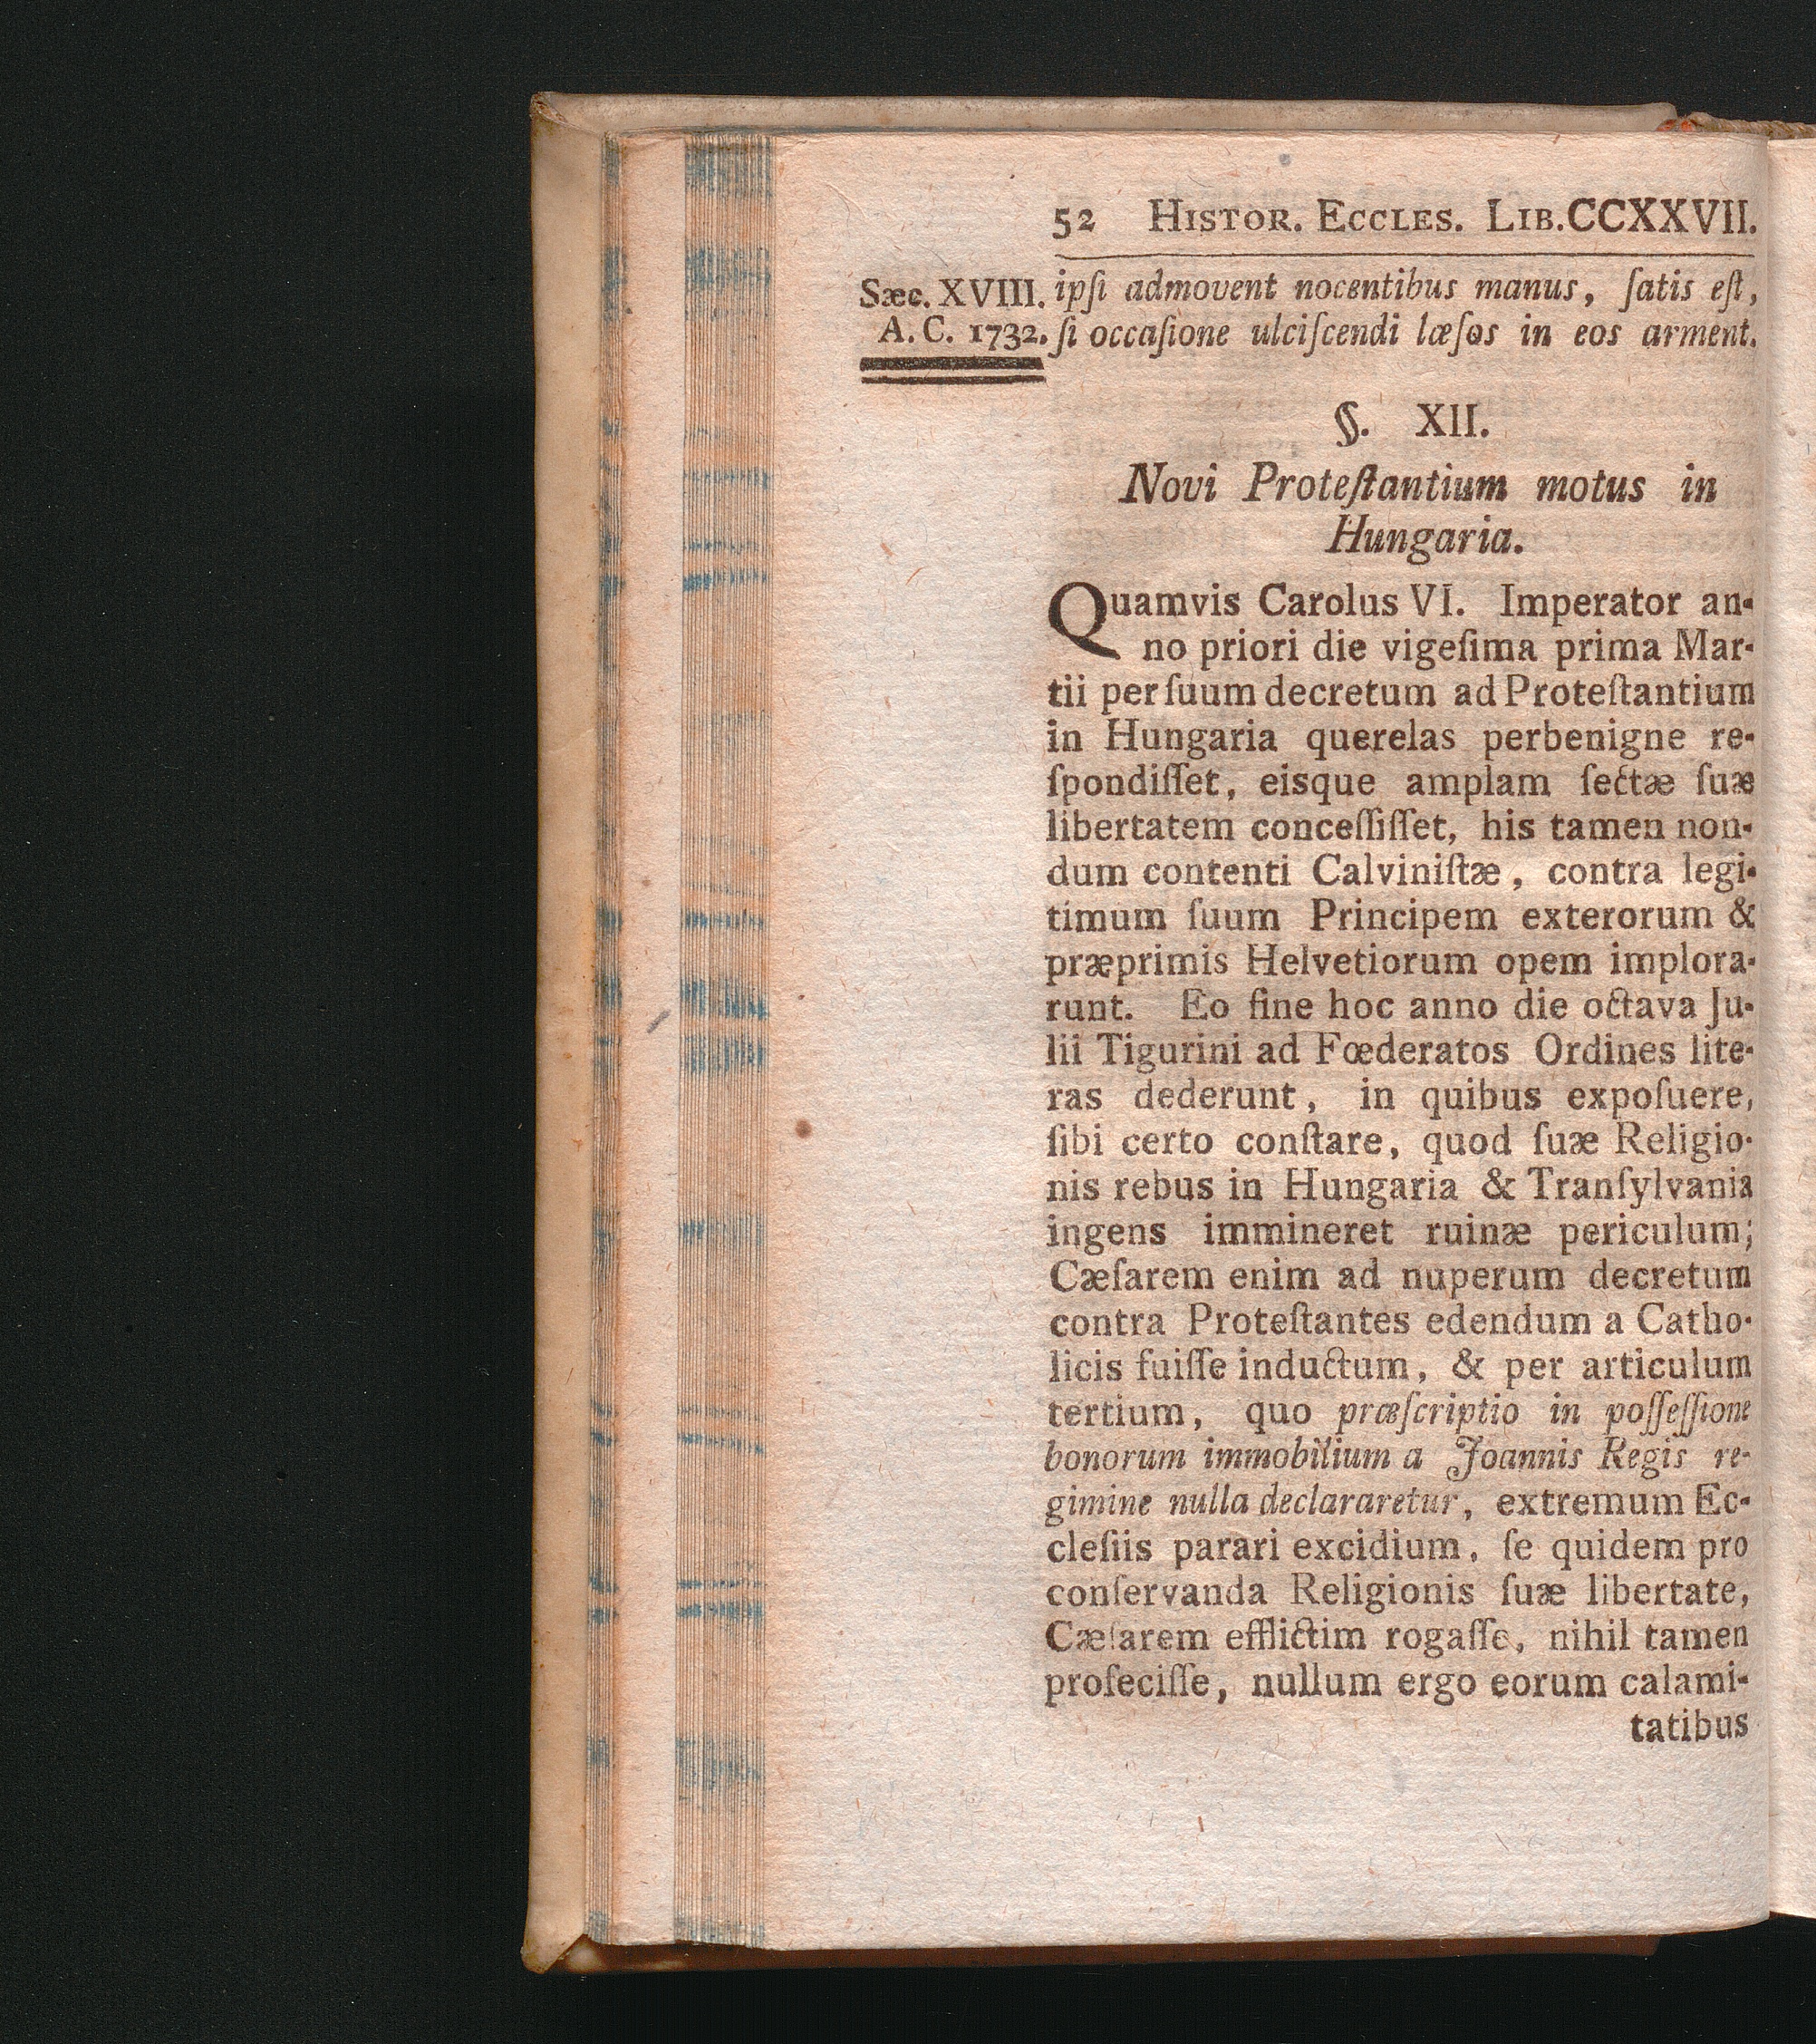 52 HISTOR. ECCLES. LIB. CCXXVII.
Sæc. XVIII.
A. C. 1732.
ipſi admovent nocentibus manus, ſatis eſt,
ſi occaſione ulciſcendi læſos in eos arment.
§. XII.
Novi Proteſtantium motus in
Hungaria.
Quamvis Carolus VI. Imperator an-
no priori die vigeſima prima Mar-
tii per ſuum decretum ad Proteſtantium
in Hungaria querelas perbenigne re-
ſpondiſſet, eisque amplam ſectæ ſuæ
libertatem conceſſiſſet, his tamen non-
dum contenti Calviniſtæ, contra legi-
timum ſuum Principem exterorum &
præprimis Helvetiorum opem implora-
runt. Eo fine hoc anno die octava Ju-
lii Tigurini ad Fœderatos Ordines lite-
ras dederunt, in quibus expoſuere,
ſibi certo conſtare, quod ſuæ Religio-
nis rebus in Hungaria & Tranſylvania
ingens immineret ruinæ periculum;
Cæſarem enim ad nuperum decretum
contra Proteſtantes edendum a Catho-
licis fuiſſe inductum, & per articulum
tertium, quo præſcriptio in poſſeſſione
bonorum immobilium a Joannis Regis re-
gimine nulla declararetur, extremum Ec-
cleſiis parari excidium, ſe quidem pro
conſervanda Religionis ſuæ libertate,
Cæſarem efflictim rogaſſe, nihil tamen
profeciſſe, nullum ergo eorum calami-
tatibus